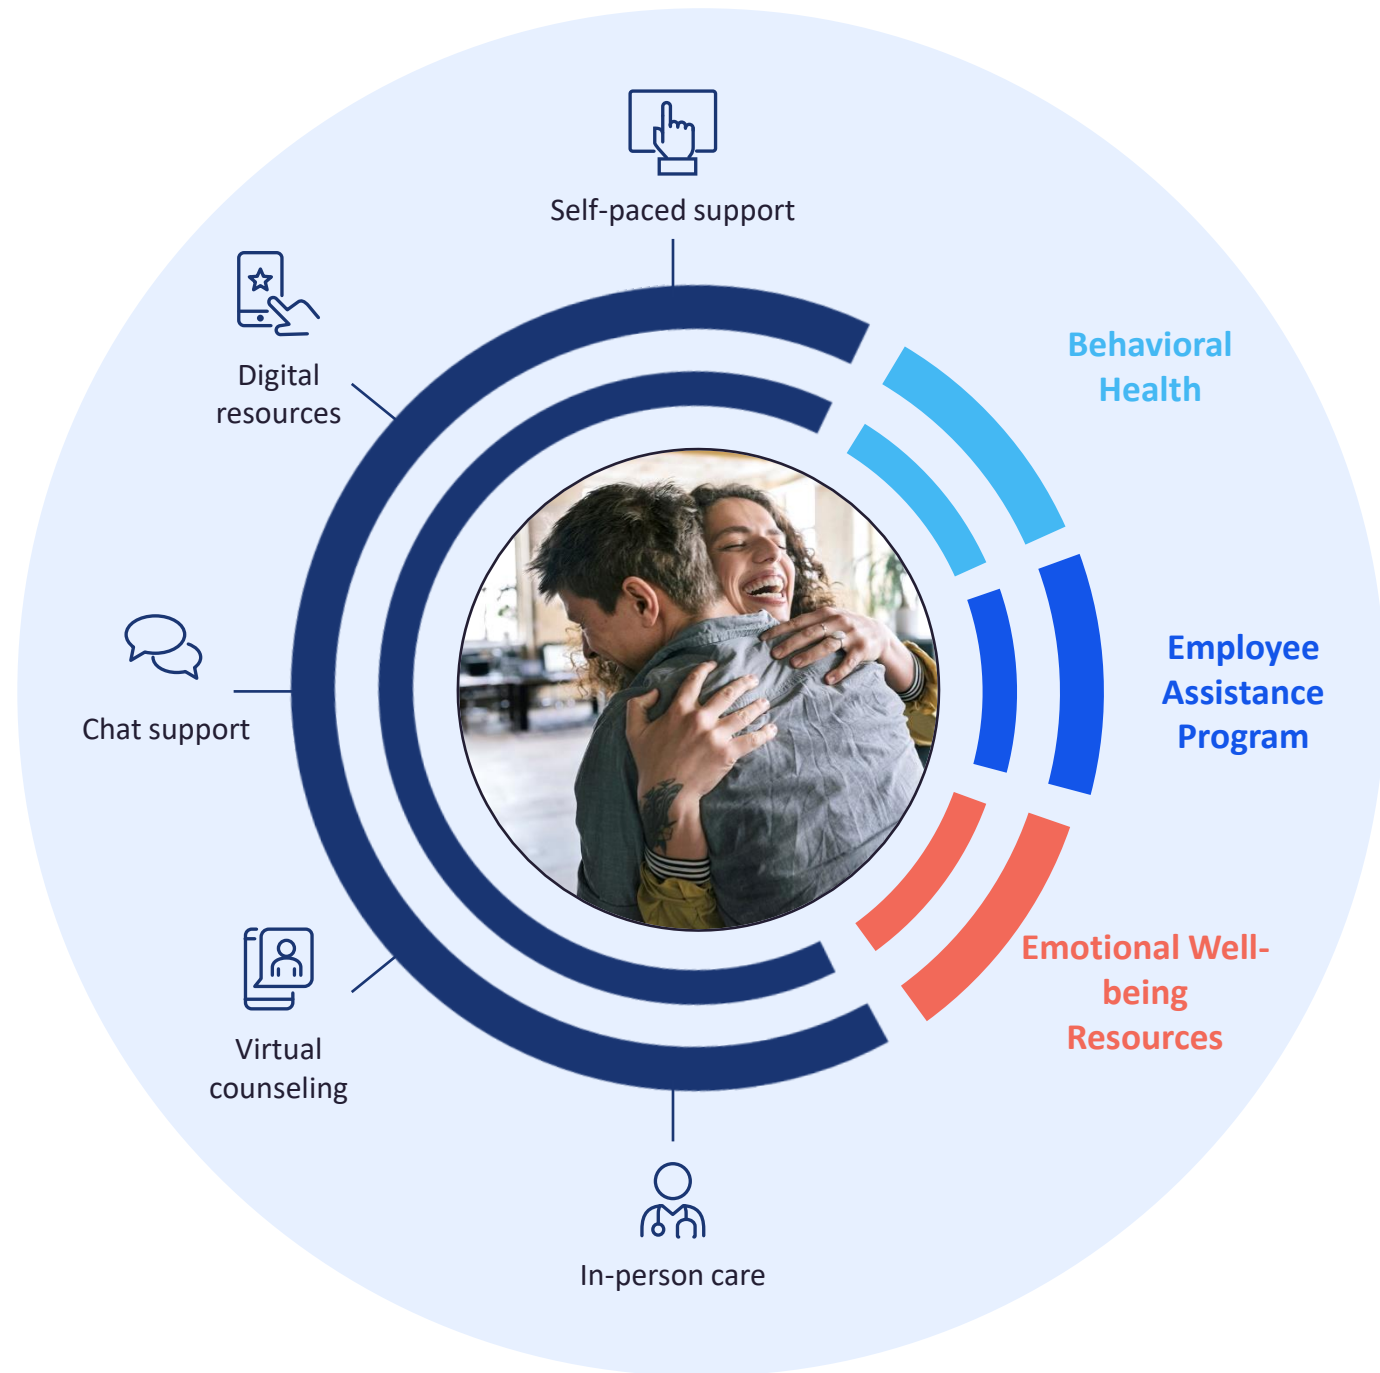 Self-paced support
Digital
resources
Behavioral
Health
Chat support
Employee
Assistance
Program
Virtual
counseling
Emotional Well-
being
Resources
In-person care